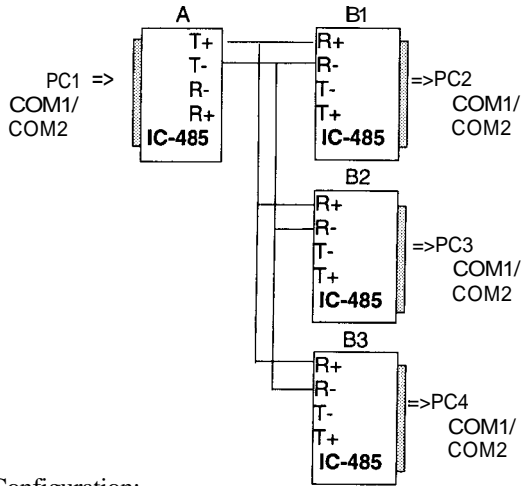 A
T+
T-
R-
R+
IC-485
PC1 =>
COM1/
COM2
B1
R+
R-
T-
T+
IC-485
=>PC2
COM1/
COM2
B2
R+
R-
T-
T+
IC-485
=>PC3
COM1/
COM2
B3
R+
R-
T-
T+
IC-485
=>PC4
COM1/
COM2
Configuration: